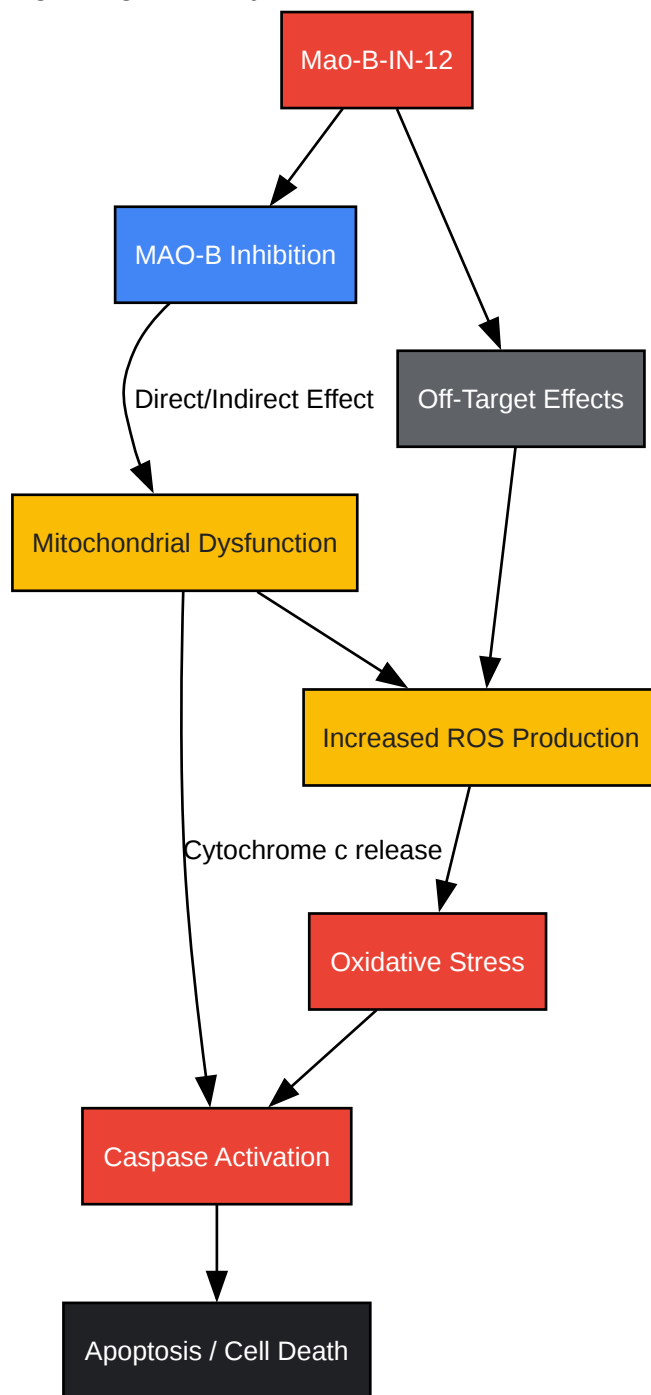 Mao-B-IN-12
MAO-B Inhibition
Direct/Indirect Effect
Off-Target Effects
Mitochondrial Dysfunction
Increased ROS Production
Cytochrome c release
Oxidative Stress
Caspase Activation
Apoptosis / Cell Death